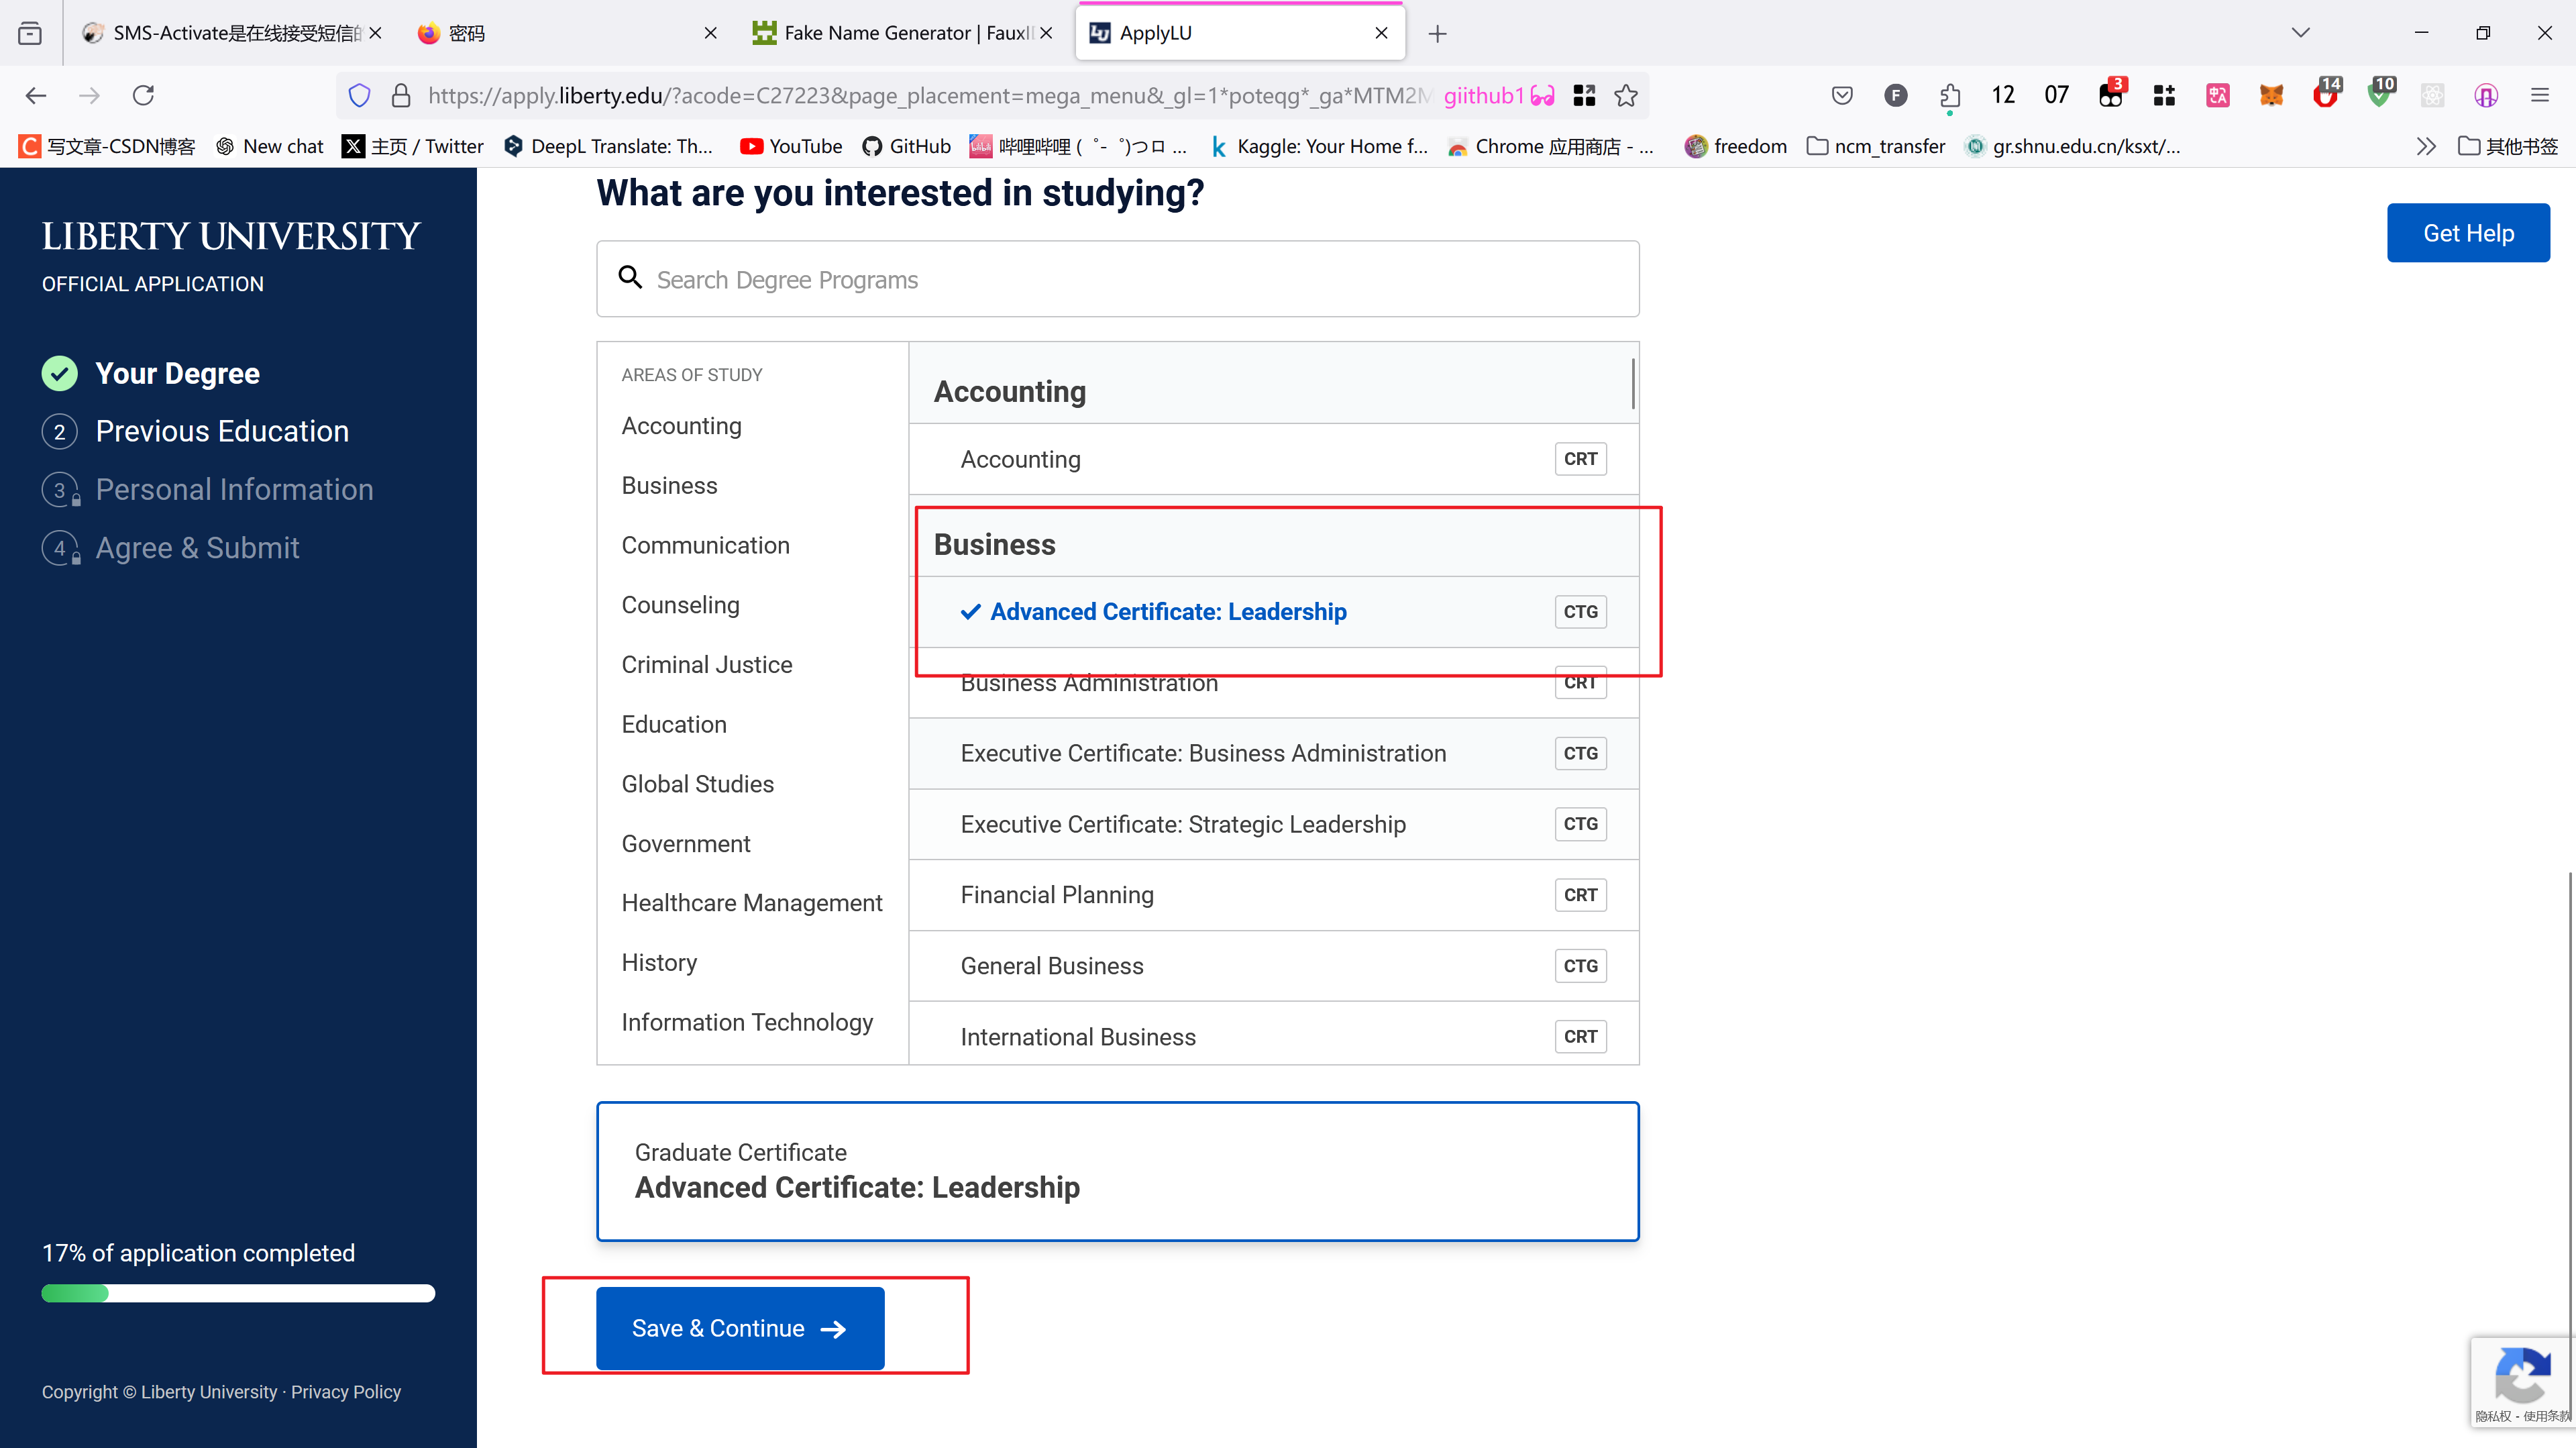 SMS-Activate是在线接受短信的
密码
Fake Name Generator | FauxI
ApplyLU
https://apply.liberty.edu/?acode=C27223&page_placement=mega_menu&_gl=1*poteqg*_ga*MTM2M
giithub1
F
12
07
3
14
10
写文章-CSDN博客
New chat
主页 / Twitter
DeepL Translate: Th...
YouTube
GitHub
哔哩哔哩 ( ゜- ゜)つロ ...
Kaggle: Your Home f...
Chrome 应用商店 - ...
freedom
ncm_transfer
gr.shnu.edu.cn/ksxt/...
其他书签
LIBERTY UNIVERSITY
OFFICIAL APPLICATION
Your Degree
2 Previous Education
3 Personal Information
4 Agree & Submit
17% of application completed
Copyright © Liberty University · Privacy Policy
What are you interested in studying?
Get Help
Search Degree Programs
AREAS OF STUDY
Accounting
Business
Communication
Counseling
Criminal Justice
Education
Global Studies
Government
Healthcare Management
History
Information Technology
Accounting
Accounting CRT
Business
Advanced Certificate: Leadership CTG
Business Administration CRT
Executive Certificate: Business Administration CTG
Executive Certificate: Strategic Leadership CTG
Financial Planning CRT
General Business CTG
International Business CRT
Graduate Certificate
Advanced Certificate: Leadership
Save & Continue
隐私权 - 使用条款